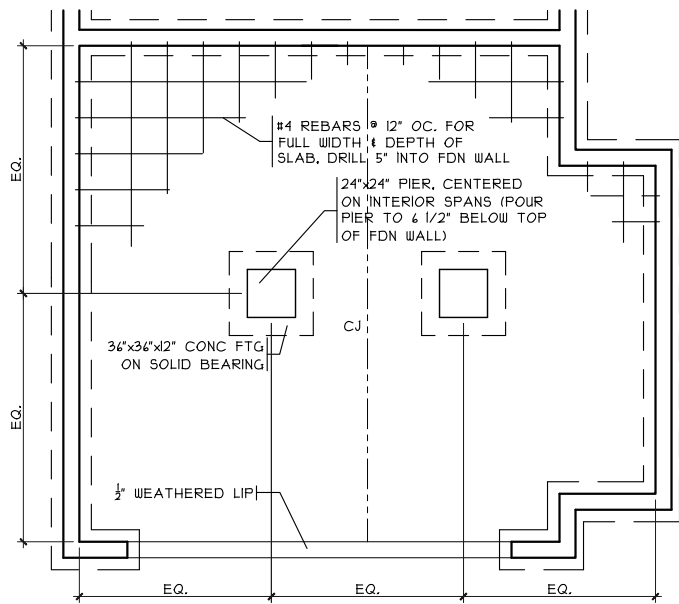 #4 REBARS @ 12" OC. FOR
FULL WIDTH & DEPTH OF
SLAB, DRILL 5" INTO FDN WALL
24"x24" PIER, CENTERED
ON INTERIOR SPANS (POUR
PIER TO 6 1/2" BELOW TOP
OF FDN WALL)
EQ.
CJ
36"x36"x12" CONC FTG
ON SOLID BEARING
EQ.
½" WEATHERED LIP
EQ.
EQ.
EQ.